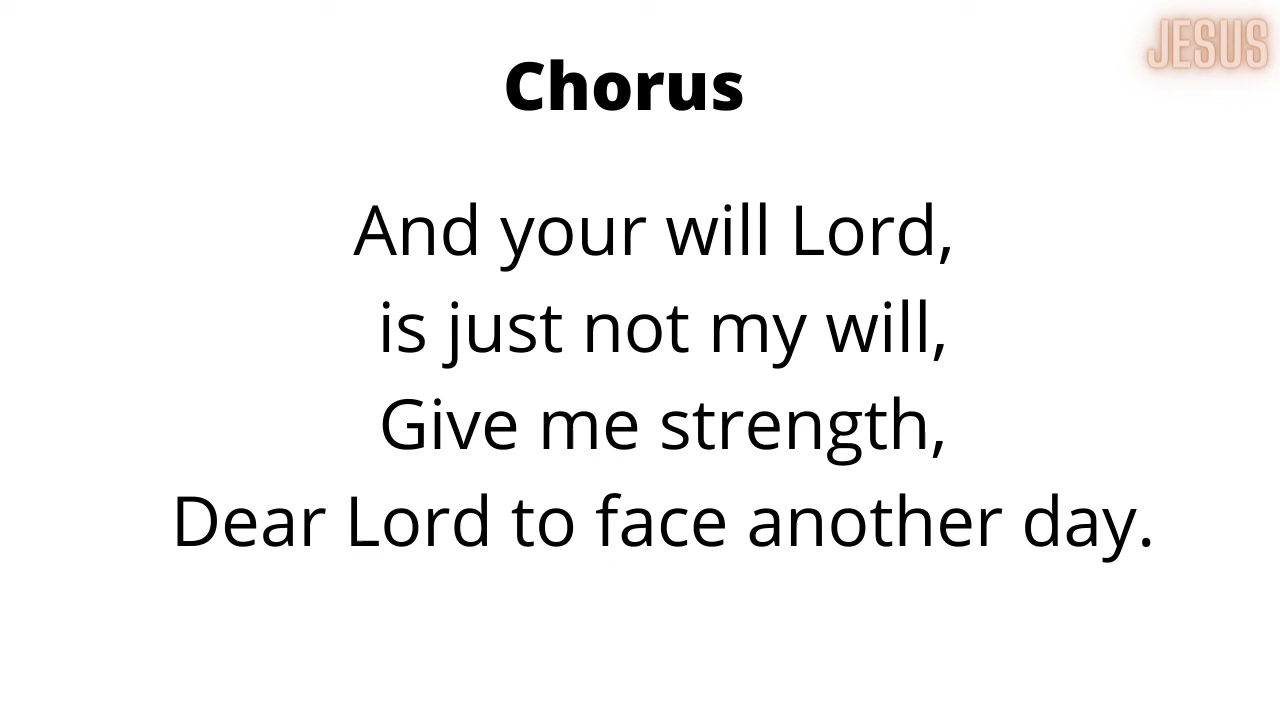 JESUS
Chorus
And your will Lord,
is just not my will,
Give me strength,
Dear Lord to face another day.